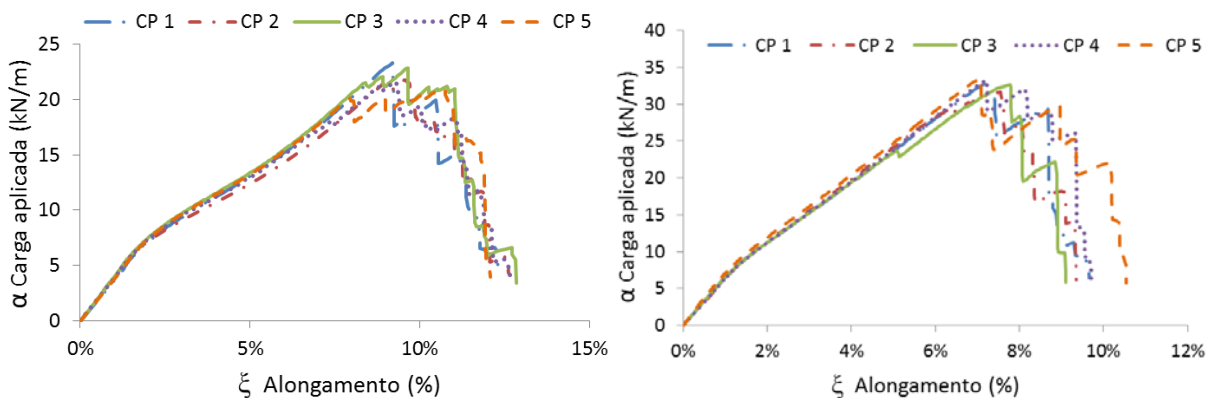 CP 1 CP 2 CP 3 CP 4 CP 5
25
20
15
10
5
0
α Carga aplicada (kN/m)
0% 5% 10% 15%
ξ Alongamento (%)
CP 1 CP 2 CP 3 CP 4 CP 5
40
35
30
25
20
15
10
5
0
α Carga aplicada (kN/m)
0% 2% 4% 6% 8% 10% 12%
ξ Alongamento (%)